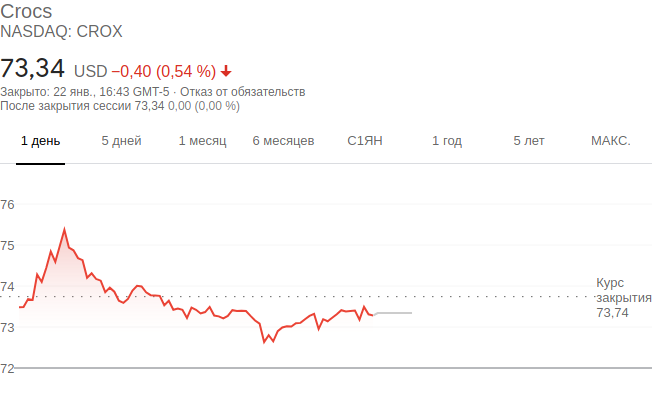 Crocs
NASDAQ: CROX
73,34 USD −0,40 (0,54 %)
Закрыто: 22 янв., 16:43 GMT-5 · Отказ от обязательств
После закрытия сессии 73,34 0,00 (0,00 %)
1 день 5 дней 1 месяц 6 месяцев С1ЯН 1 год 5 лет МАКС.
76
75
74
Курс
закрытия
73,74
73
72